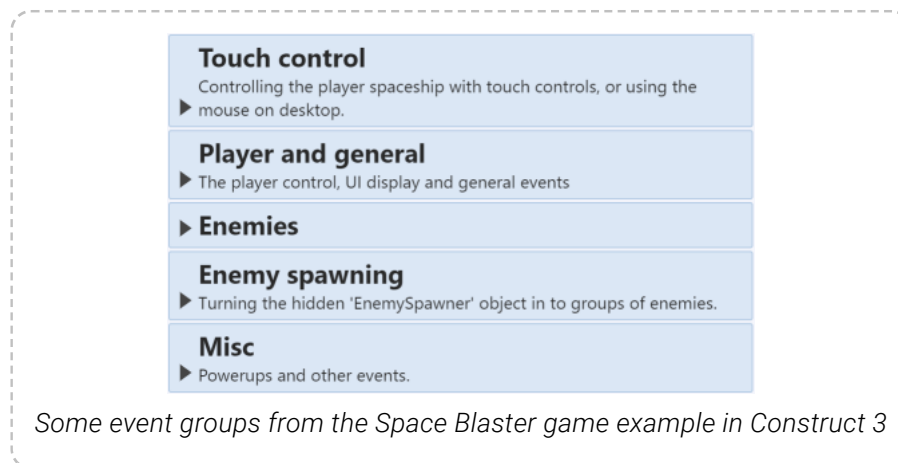 Touch control
Controlling the player spaceship with touch controls, or using the
mouse on desktop.
Player and general
The player control, UI display and general events
Enemies
Enemy spawning
Turning the hidden 'EnemySpawner' object in to groups of enemies.
Misc
Powerups and other events.
Some event groups from the Space Blaster game example in Construct 3